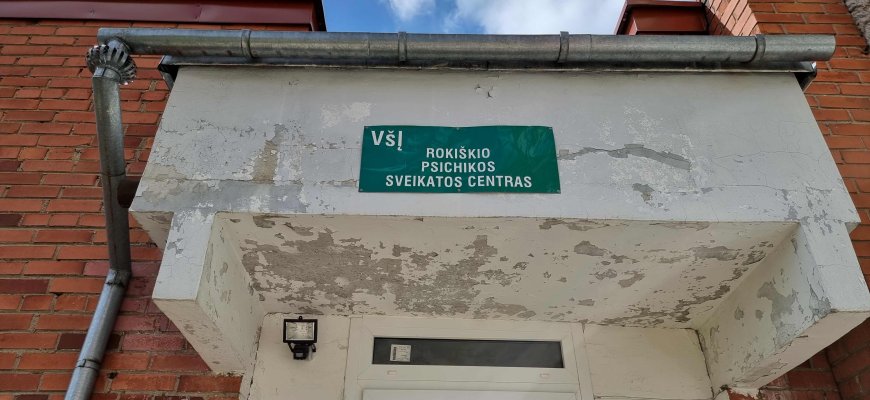 VšĮ
ROKIŠKIO
PSICHIKOS
SVEIKATOS CENTRAS